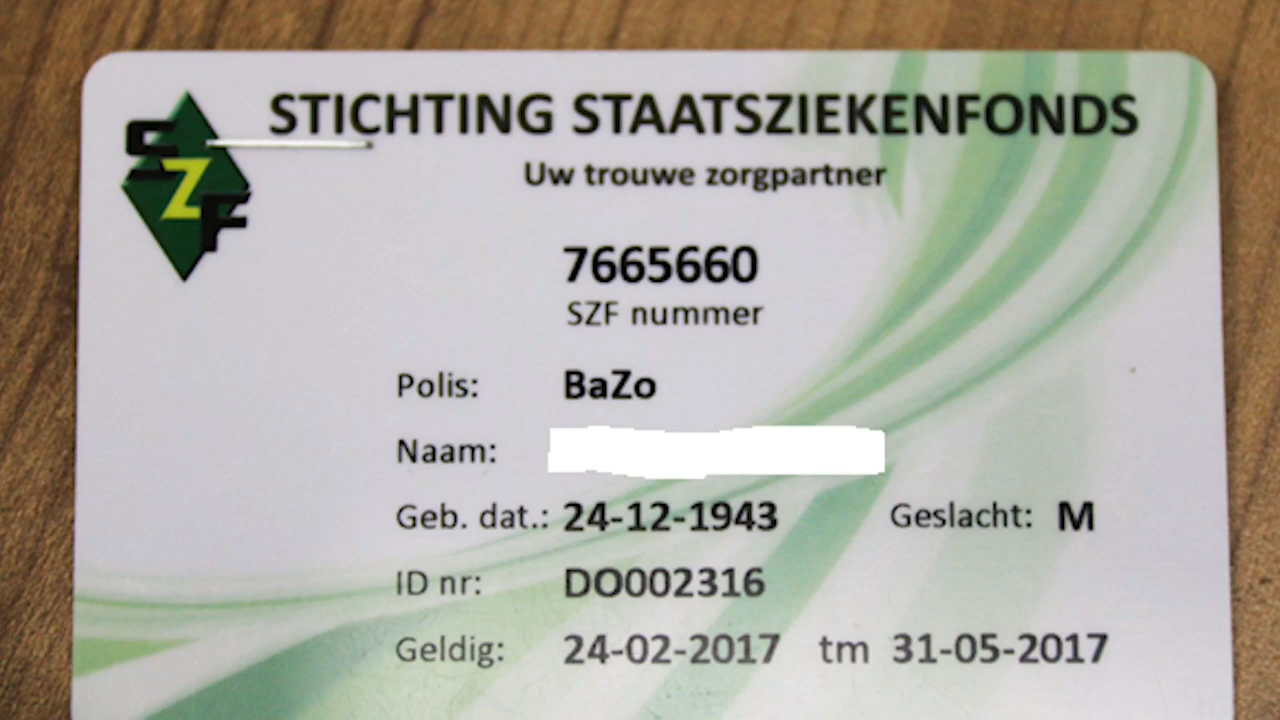 SZF
STICHTING STAATSZIEKENFONDS
Uw trouwe zorgpartner
7665660
SZF nummer
Polis: BaZo
Naam:
Geb. dat.: 24-12-1943 Geslacht: M
ID nr: DO002316
Geldig: 24-02-2017 tm 31-05-2017